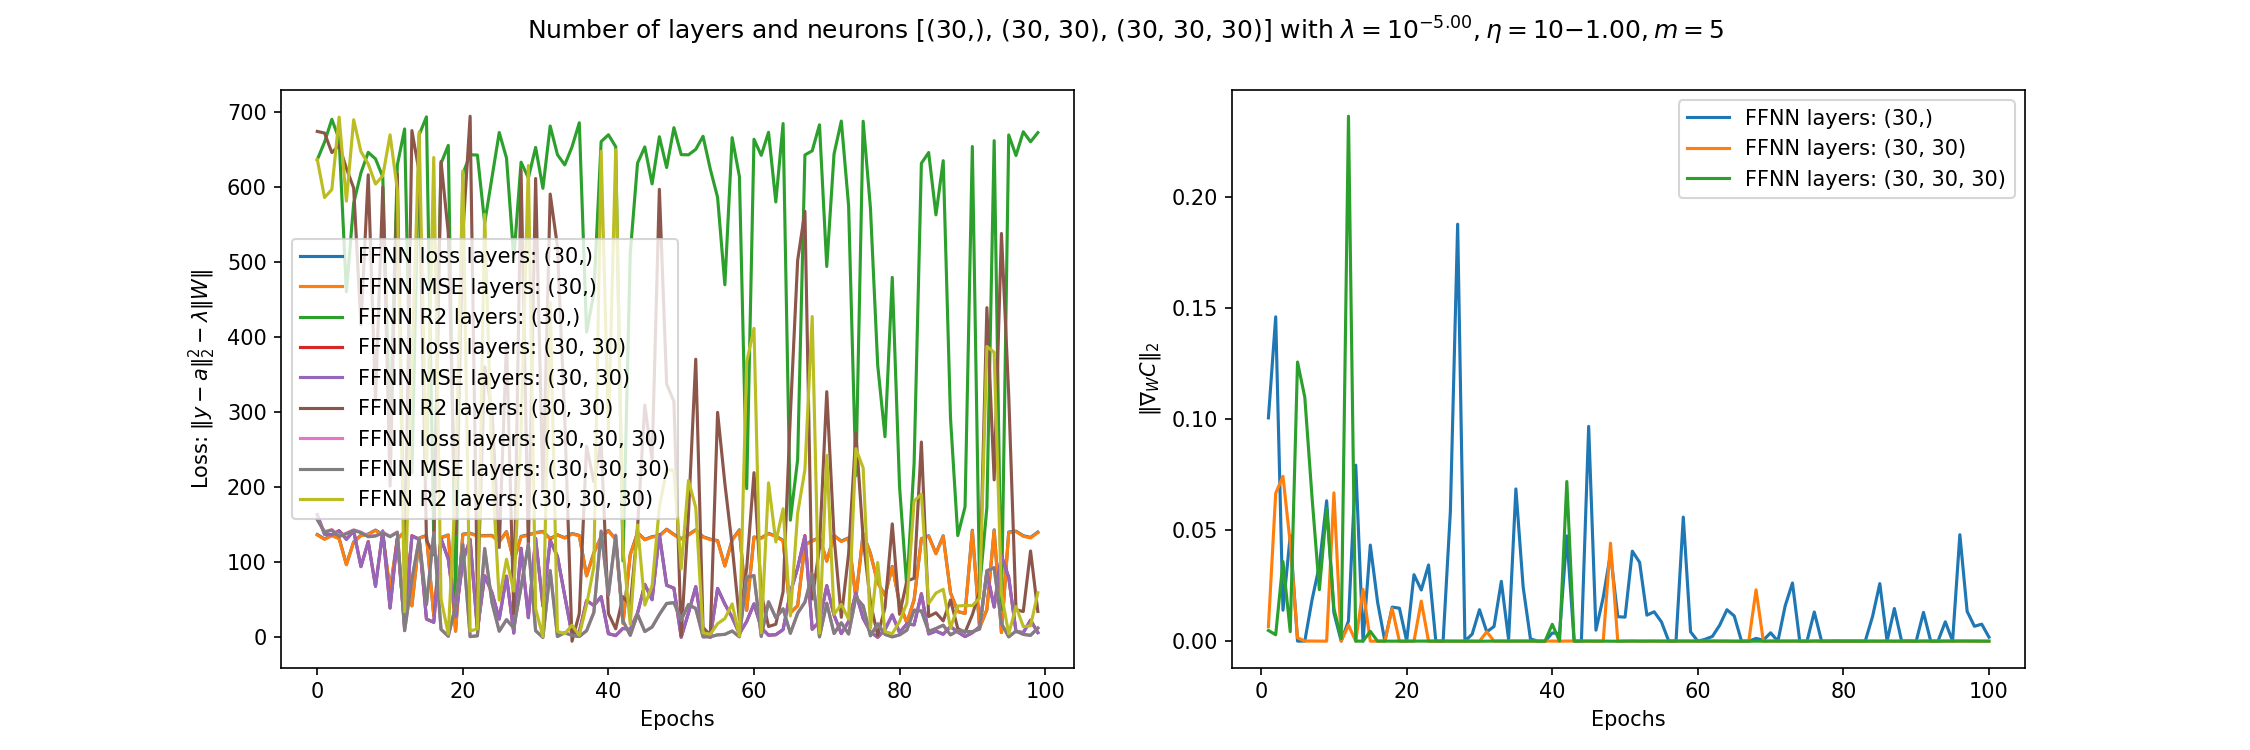 Number of layers and neurons [(30,), (30, 30), (30, 30, 30)] with λ = 10^−5.00, η = 10−1.00, m = 5
700
600
500
400
300
200
100
0
Loss: ‖y − a‖₂² − λ‖W‖
FFNN loss layers: (30,)
FFNN MSE layers: (30,)
FFNN R2 layers: (30,)
FFNN loss layers: (30, 30)
FFNN MSE layers: (30, 30)
FFNN R2 layers: (30, 30)
FFNN loss layers: (30, 30, 30)
FFNN MSE layers: (30, 30, 30)
FFNN R2 layers: (30, 30, 30)
0 20 40 60 80 100
Epochs
FFNN layers: (30,)
FFNN layers: (30, 30)
FFNN layers: (30, 30, 30)
0.20
0.15
0.10
0.05
0.00
‖∇_W C‖₂
0 20 40 60 80 100
Epochs